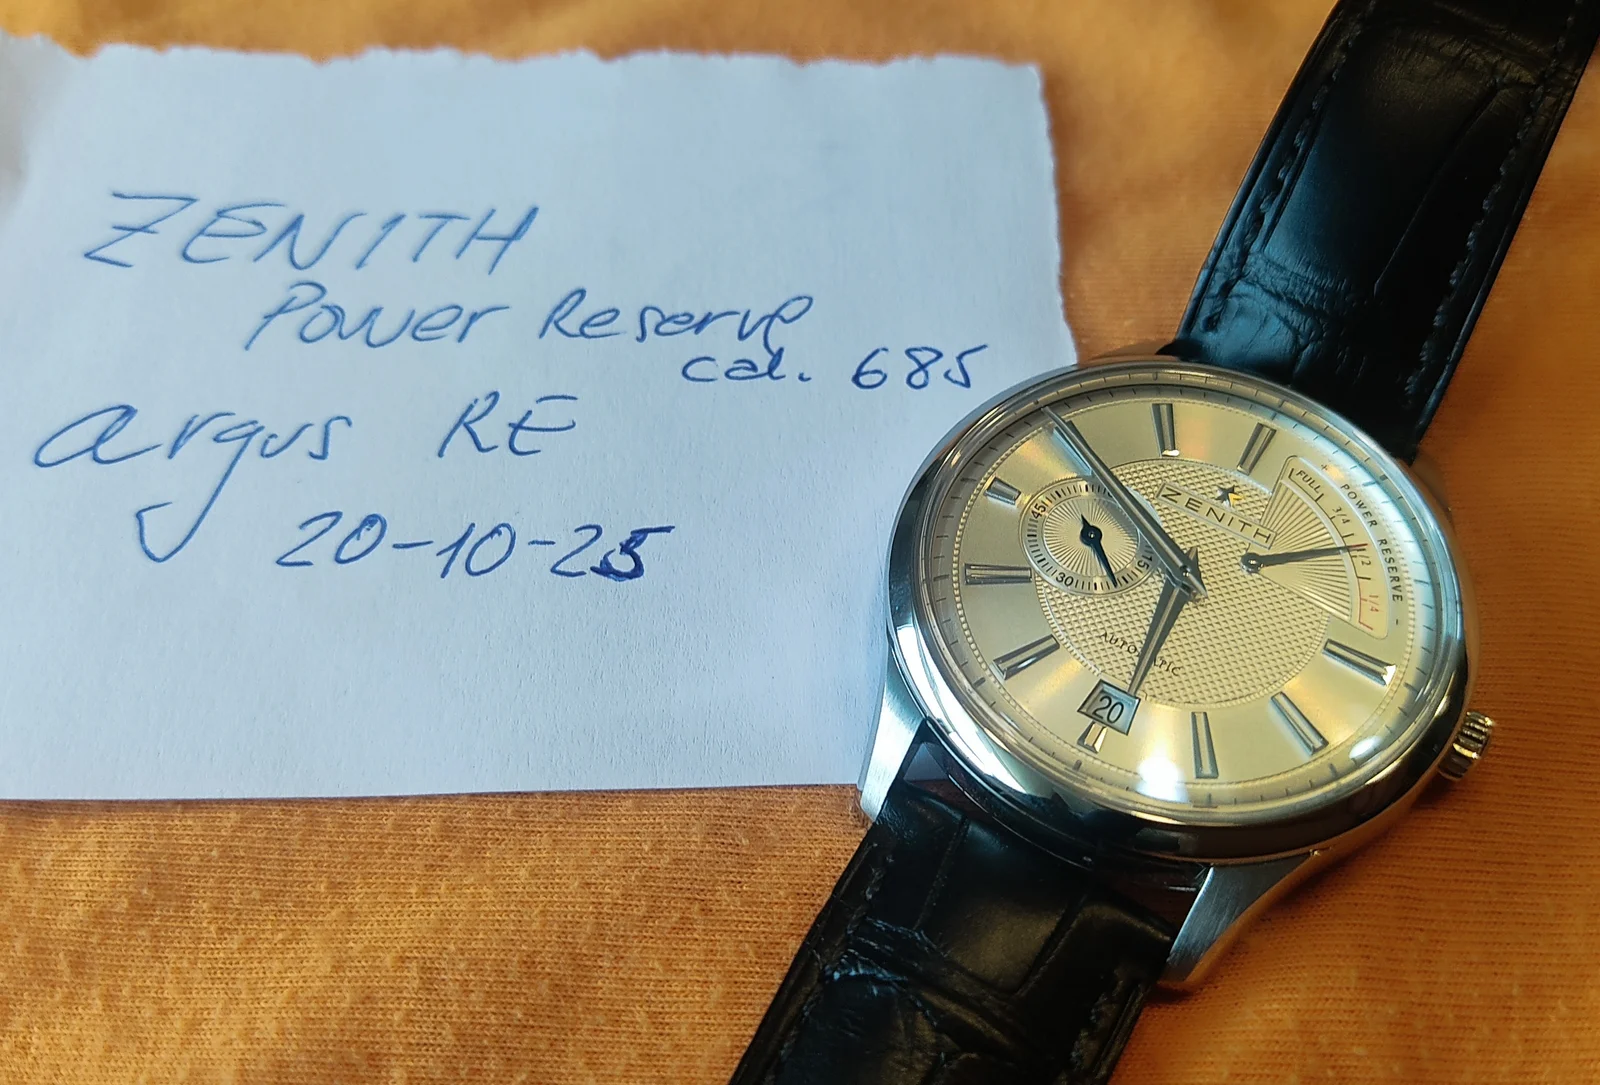 ZENITH
Power Reserve
cal. 685
argus RE
20-10-25
ZENITH
AUTOMATIC
20
45
15
30
+ POWER RESERVE -
FULL
3/4
1/2
1/4